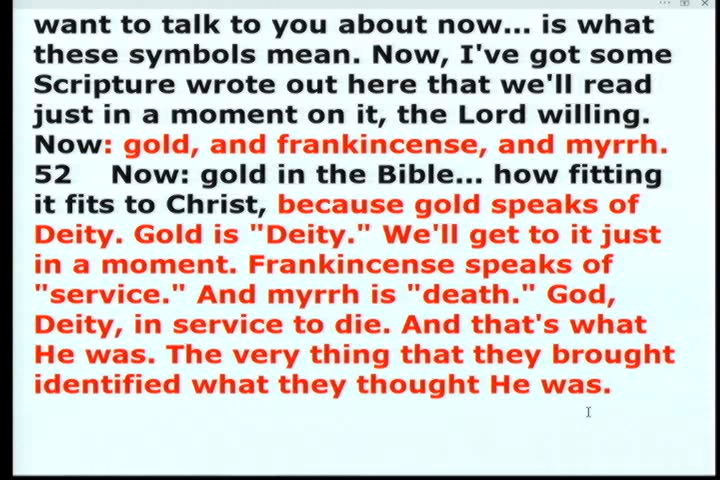 want to talk to you about now... is what
these symbols mean. Now, I've got some
Scripture wrote out here that we'll read
just in a moment on it, the Lord willing.
Now: gold, and frankincense, and myrrh.
52 Now: gold in the Bible... how fitting
it fits to Christ, because gold speaks of
Deity. Gold is "Deity." We'll get to it just
in a moment. Frankincense speaks of
"service." And myrrh is "death." God,
Deity, in service to die. And that's what
He was. The very thing that they brought
identified what they thought He was.